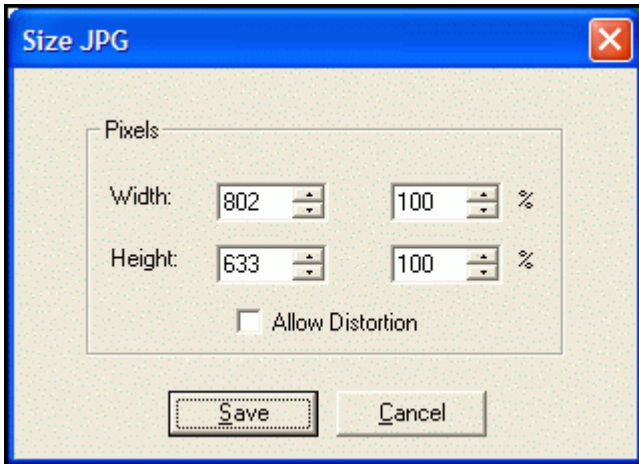 Size JPG
Pixels
Width: 802 100 %
Height: 633 100 %
Allow Distortion
Save Cancel